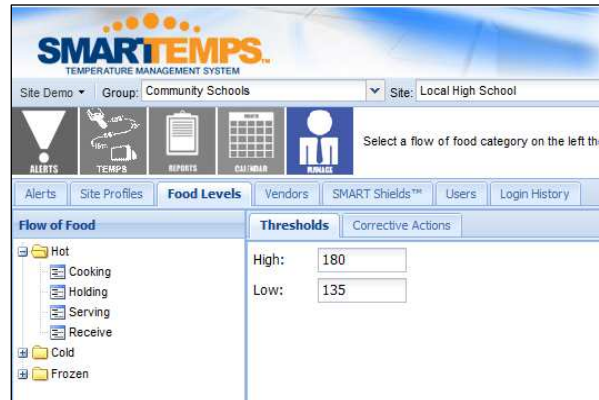 SMARTTEMPS™
TEMPERATURE MANAGEMENT SYSTEM
Site Demo Group: Community Schools Site: Local High School
ALERTS TEMPS REPORTS CALENDAR MANAGE Select a flow of food category on the left the
Alerts Site Profiles Food Levels Vendors SMART Shields™ Users Login History
Flow of Food Thresholds Corrective Actions
Hot High: 180
Cooking
Holding Low: 135
Serving
Receive
Cold
Frozen